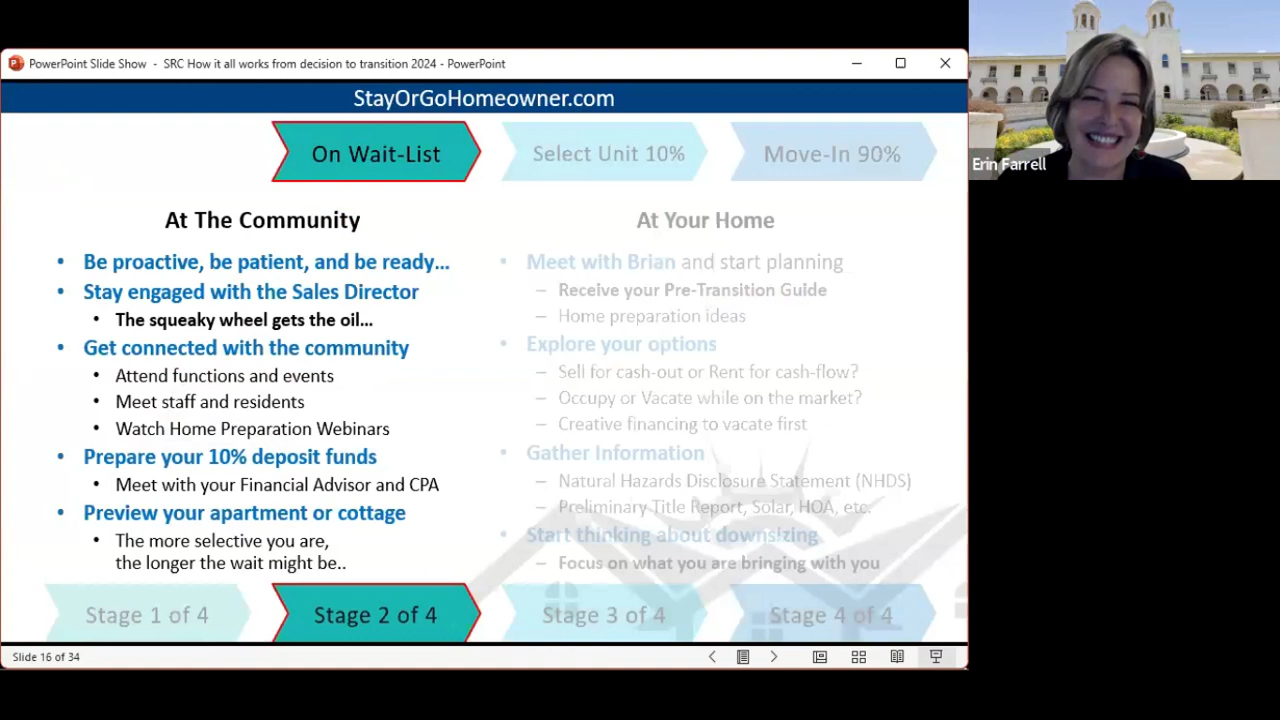 PowerPoint Slide Show - SRC How it all works from decision to transition 2024 - PowerPoint
StayOrGoHomeowner.com
On Wait-List
Select Unit 10%
Move-In 90%
At The Community
• Be proactive, be patient, and be ready...
• Stay engaged with the Sales Director
• The squeaky wheel gets the oil...
• Get connected with the community
• Attend functions and events
• Meet staff and residents
• Watch Home Preparation Webinars
• Prepare your 10% deposit funds
• Meet with your Financial Advisor and CPA
• Preview your apartment or cottage
• The more selective you are,
the longer the wait might be..
At Your Home
• Meet with Brian and start planning
– Receive your Pre-Transition Guide
– Home preparation ideas
• Explore your options
– Sell for cash-out or Rent for cash-flow?
– Occupy or Vacate while on the market?
– Creative financing to vacate first
• Gather Information
– Natural Hazards Disclosure Statement (NHDS)
– Preliminary Title Report, Solar, HOA, etc.
• Start thinking about downsizing
– Focus on what you are bringing with you
Stage 1 of 4
Stage 2 of 4
Stage 3 of 4
Stage 4 of 4
Slide 16 of 34
Erin Farrell